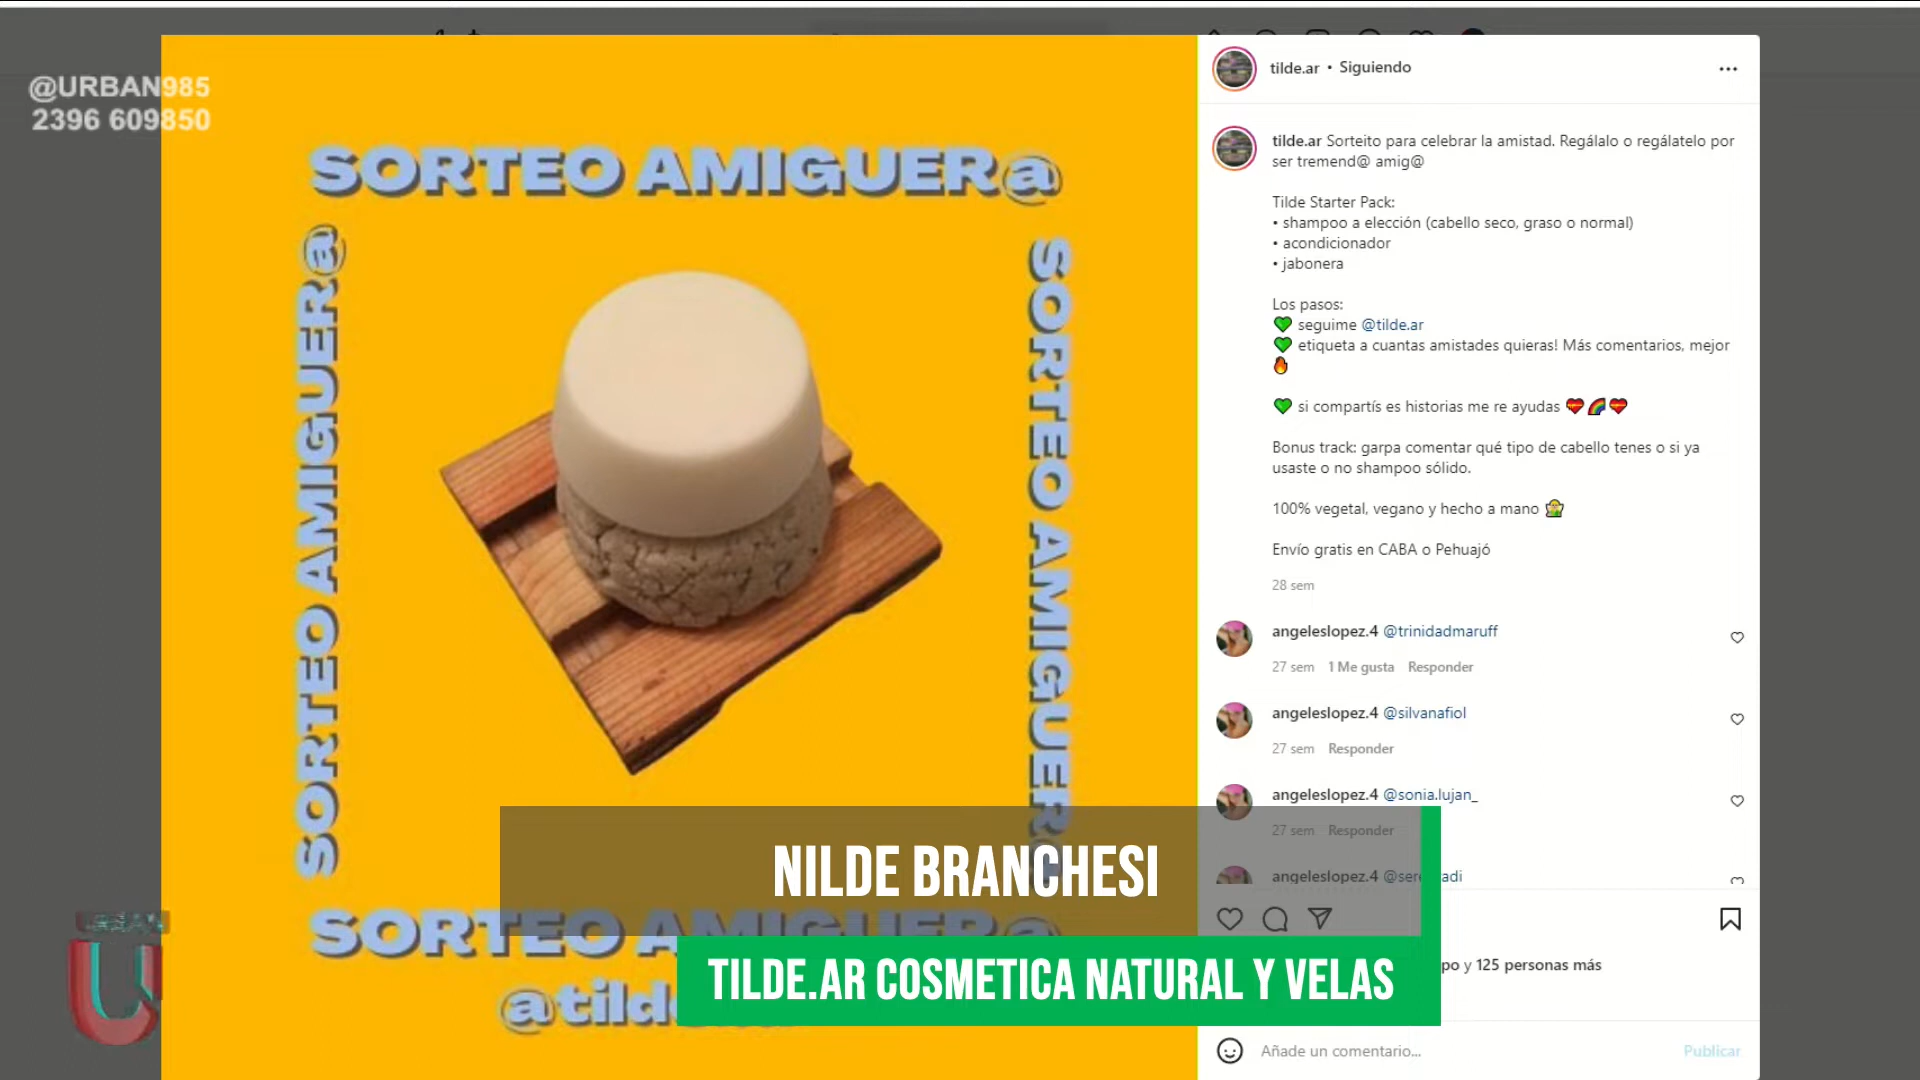 @URBAN985
2396 609850
SORTEO AMIGUER@
SORTEO AMIGUER@
SORTEO AMIGUER@
SORTEO AMIGUER@
URBAN
U
tilde.ar • Siguiendo
tilde.ar Sorteito para celebrar la amistad. Regálalo o regálatelo por
ser tremend@ amig@
Tilde Starter Pack:
• shampoo a elección (cabello seco, graso o normal)
• acondicionador
• jabonera
Los pasos:
💚 seguime @tilde.ar
💚 etiqueta a cuantas amistades quieras! Más comentarios, mejor
🔥
💚 si compartís es historias me re ayudas
Bonus track: garpa comentar qué tipo de cabello tenes o si ya
usaste o no shampoo sólido.
100% vegetal, vegano y hecho a mano
Envío gratis en CABA o Pehuajó
28 sem
angeleslopez.4 @trinidadmaruff
27 sem 1 Me gusta Responder
angeleslopez.4 @silvanafiol
27 sem Responder
angeleslopez.4 @sonia.lujan_
27 sem Responder
angeleslopez.4
y 125 personas más
Añade un comentario...
Publicar
NILDE BRANCHESI
TILDE.AR COSMETICA NATURAL Y VELAS